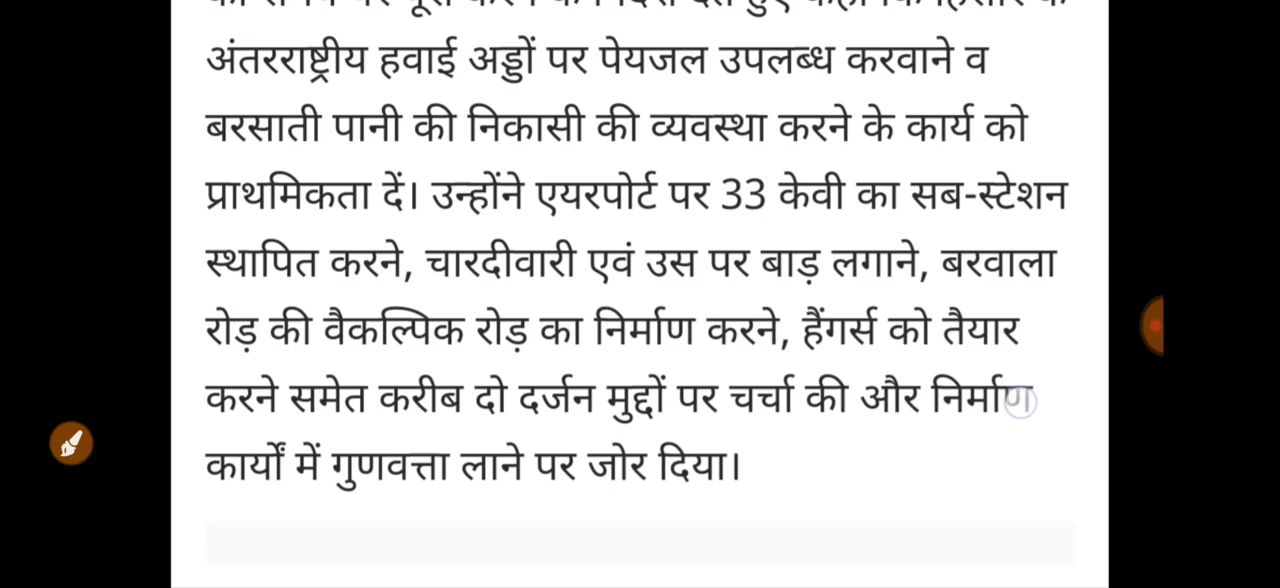 अंतरराष्ट्रीय हवाई अड्डों पर पेयजल उपलब्ध करवाने व
बरसाती पानी की निकासी की व्यवस्था करने के कार्य को
प्राथमिकता दें। उन्होंने एयरपोर्ट पर 33 केवी का सब-स्टेशन
स्थापित करने, चारदीवारी एवं उस पर बाड़ लगाने, बरवाला
रोड़ की वैकल्पिक रोड़ का निर्माण करने, हैंगर्स को तैयार
करने समेत करीब दो दर्जन मुद्दों पर चर्चा की और निर्माण
कार्यों में गुणवत्ता लाने पर जोर दिया।